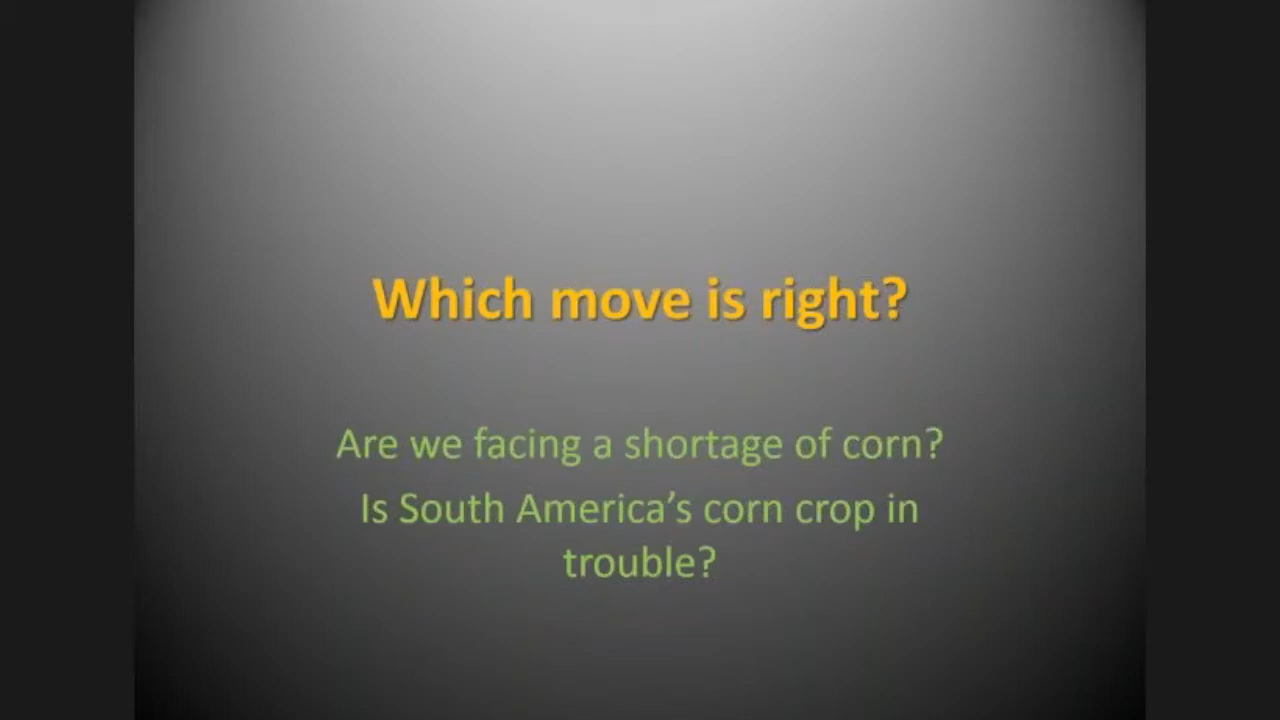 Which move is right?
Are we facing a shortage of corn?
Is South America’s corn crop in
trouble?